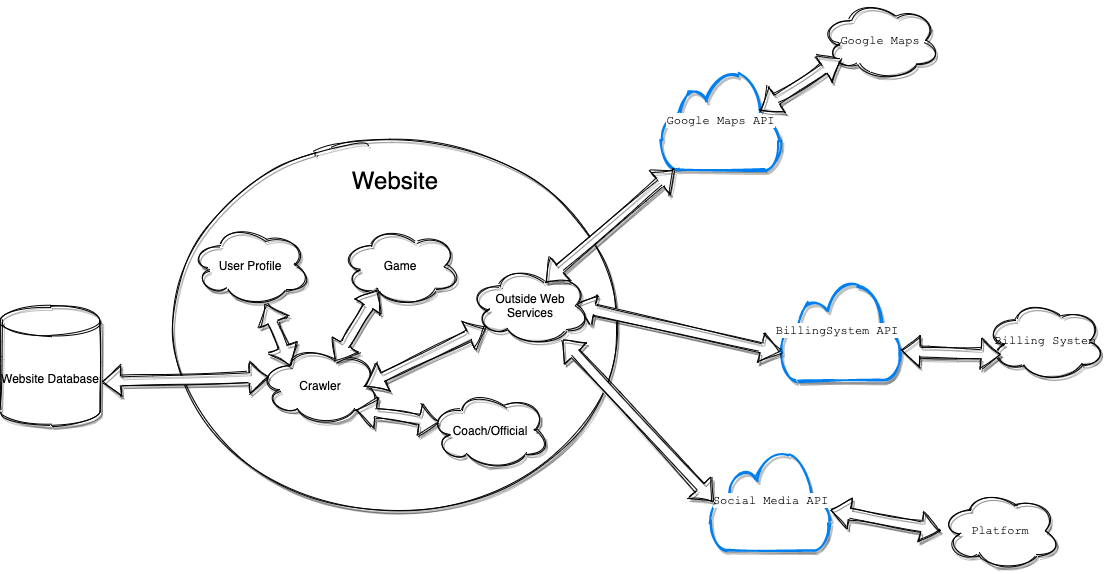 Google Maps
Google Maps API
Website
User Profile
Game
Outside Web
Services
BillingSystem API
Billing System
Website Database
Crawler
Coach/Official
Social Media API
Platform